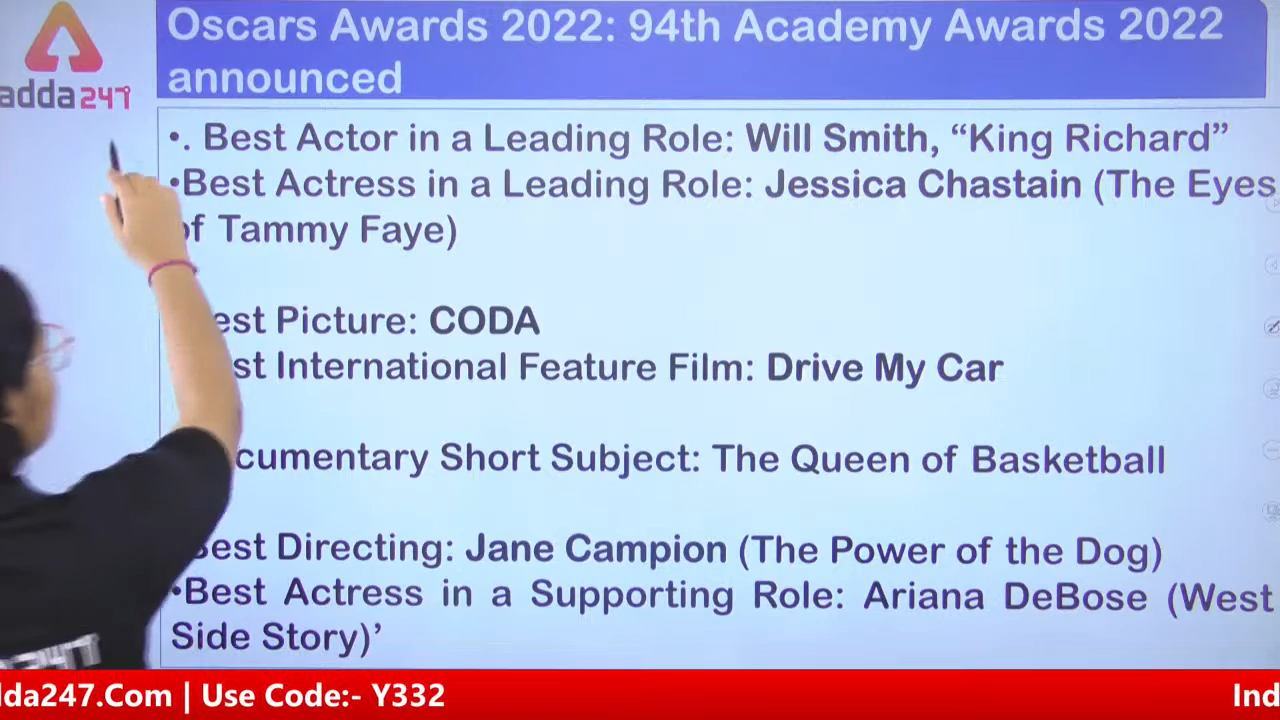 Oscars Awards 2022: 94th Academy Awards 2022
announced
adda247
•. Best Actor in a Leading Role: Will Smith, “King Richard”
•Best Actress in a Leading Role: Jessica Chastain (The Eyes
of Tammy Faye)
est Picture: CODA
st International Feature Film: Drive My Car
cumentary Short Subject: The Queen of Basketball
Best Directing: Jane Campion (The Power of the Dog)
•Best Actress in a Supporting Role: Ariana DeBose (West
Side Story)’
247
dda247.Com | Use Code:- Y332
Ind